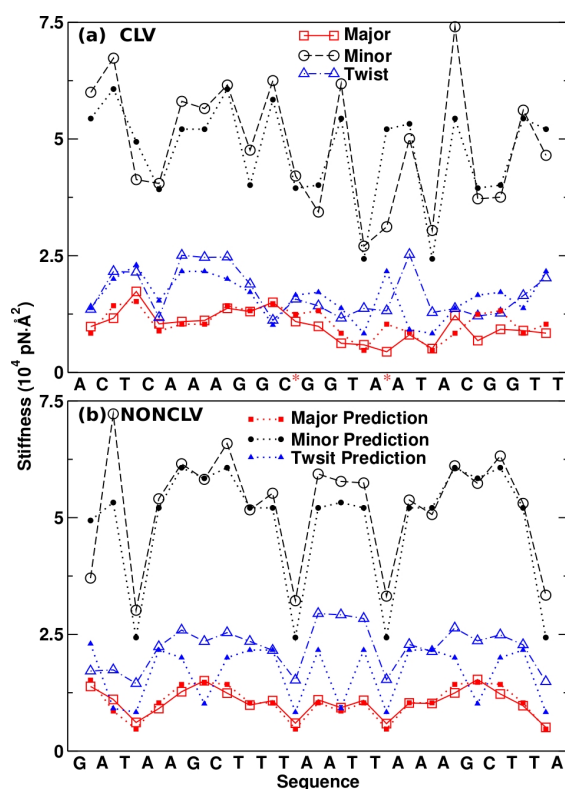 7.5
(a) CLV
Major
Minor
Twist
5
2.5
0
A C T C A A A G G C * G G T A * A T A C G G T T
Stiffness (10⁴ pN.Å²)
7.5
(b) NONCLV
Major Prediction
Minor Prediction
Twsit Prediction
5
2.5
0
G A T A A G C T T T A A T T A A A G C T T A
Sequence